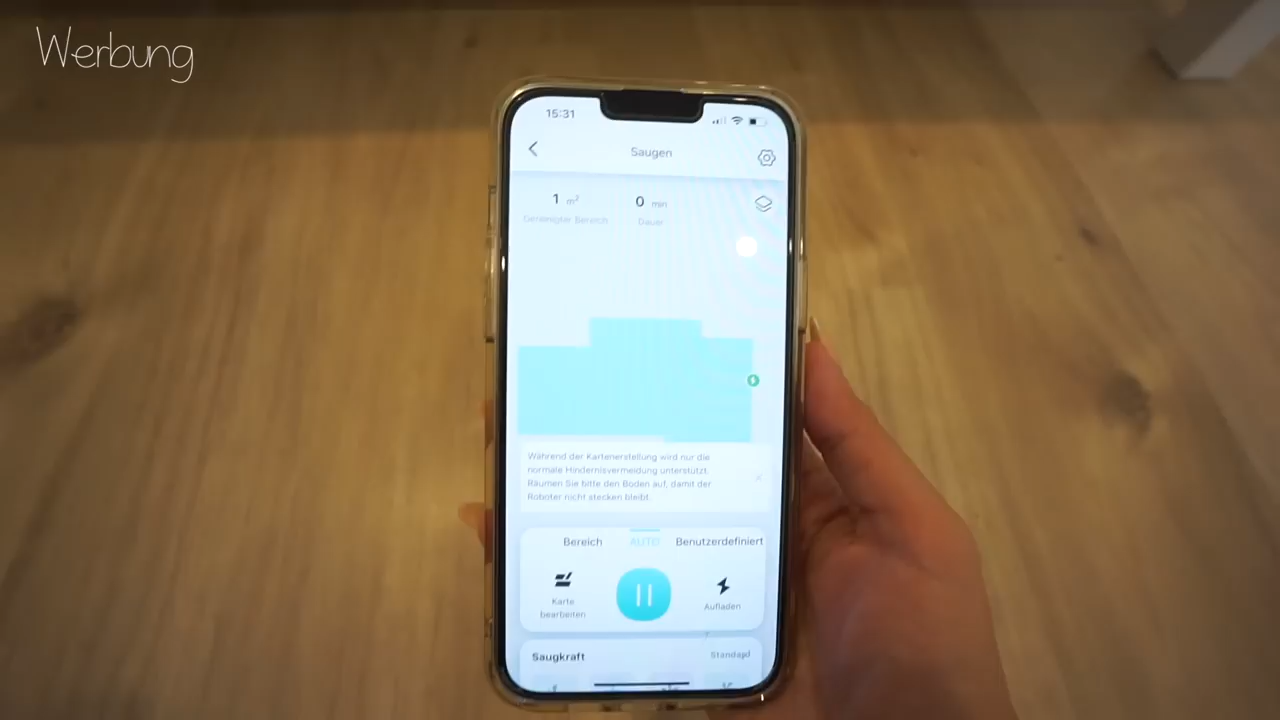 Werbung
15:31
Saugen
1 m² 0 min
Gereinigter Bereich Dauer
Während der Kartenerstellung wird nur die
normale Hindernisvermeidung unterstützt.
Räumen Sie bitte den Boden auf, damit der
Roboter nicht stecken bleibt.
Bereich AUTO Benutzerdefiniert
Karte
bearbeiten
Aufladen
Saugkraft Standard